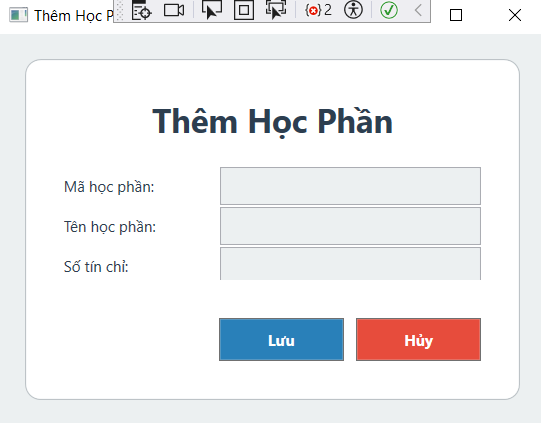 Thêm Học P
2
Thêm Học Phần
Mã học phần:
Tên học phần:
Số tín chỉ:
Lưu Hủy